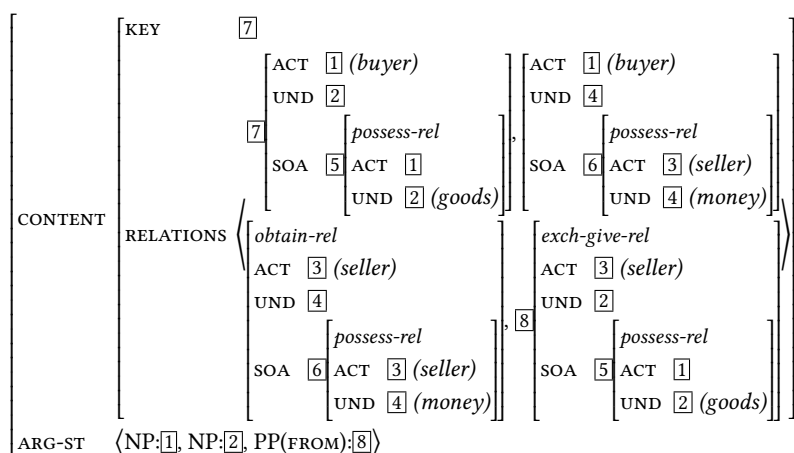 KEY 7
ACT 1 (buyer) ACT 1 (buyer)
UND 2 UND 4
7 possess-rel , possess-rel
SOA 5 ACT 1 SOA 6 ACT 3 (seller)
UND 2 (goods) UND 4 (money)
CONTENT
RELATIONS
obtain-rel exch-give-rel
ACT 3 (seller) ACT 3 (seller)
UND 4 UND 2
, 8
possess-rel possess-rel
SOA 6 ACT 3 (seller) SOA 5 ACT 1
UND 4 (money) UND 2 (goods)
ARG-ST ⟨NP:1, NP:2, PP(FROM):8⟩